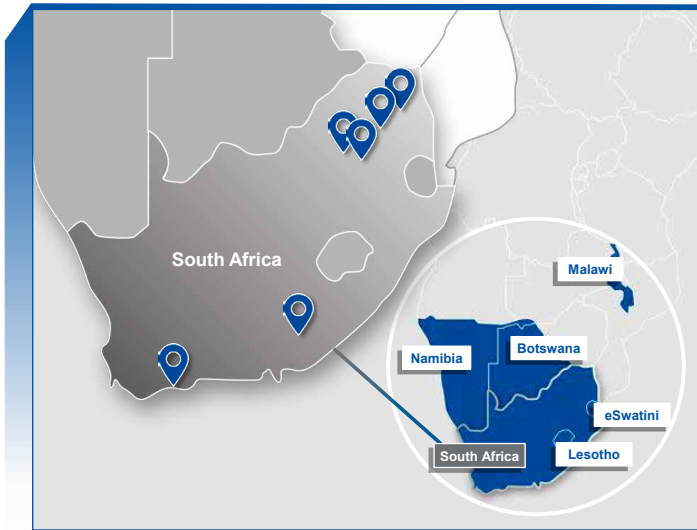 South Africa
Malawi
Namibia
Botswana
eSwatini
South Africa
Lesotho